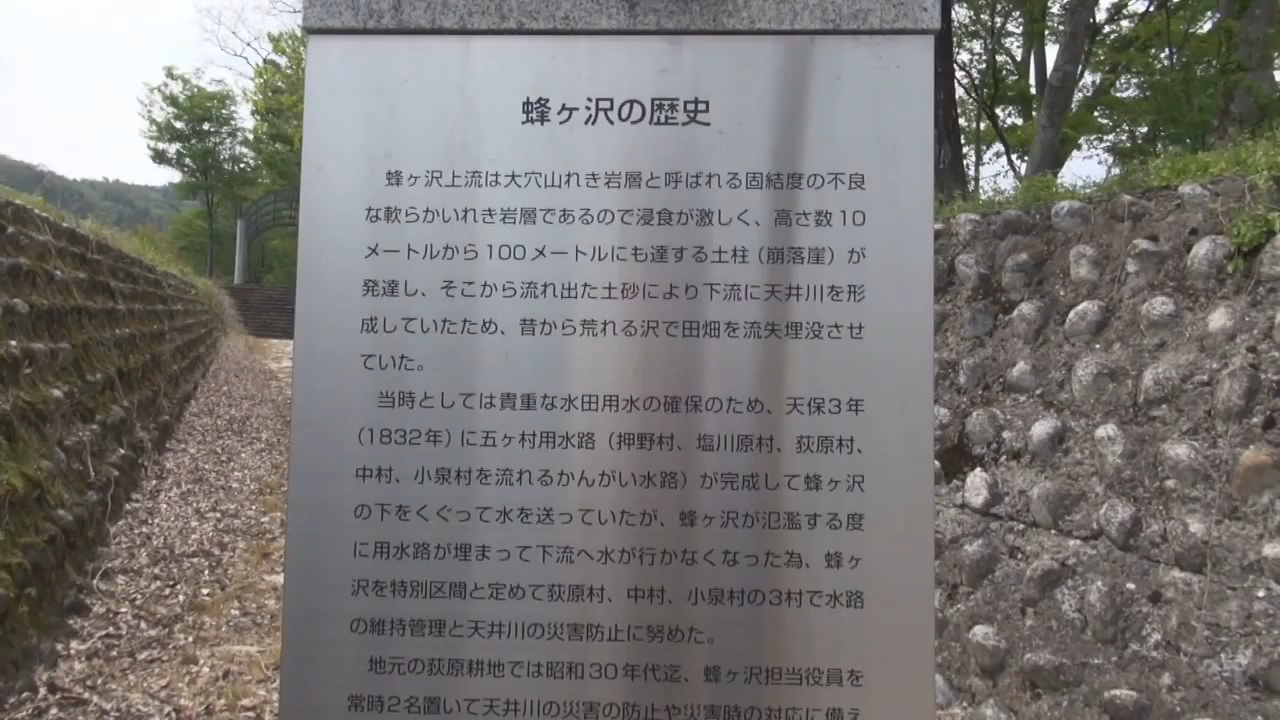 蜂ヶ沢の歴史
蜂ヶ沢上流は大穴山れき岩層と呼ばれる固結度の不良
な軟らかいれき岩層であるので浸食が激しく、高さ数10
メートルから100メートルにも達する土柱（崩落崖）が
発達し、そこから流れ出た土砂により下流に天井川を形
成していたため、昔から荒れる沢で田畑を流失埋没させ
ていた。
当時としては貴重な水田用水の確保のため、天保3年
（1832年）に五ヶ村用水路（押野村、塩川原村、荻原村、
中村、小泉村を流れるかんがい水路）が完成して蜂ヶ沢
の下をくぐって水を送っていたが、蜂ヶ沢が氾濫する度
に用水路が埋まって下流へ水が行かなくなった為、蜂ヶ
沢を特別区間と定めて荻原村、中村、小泉村の3村で水路
の維持管理と天井川の災害防止に努めた。
地元の荻原耕地では昭和30年代迄、蜂ヶ沢担当役員を
常時2名置いて天井川の災害の防止や災害時の対応に備え